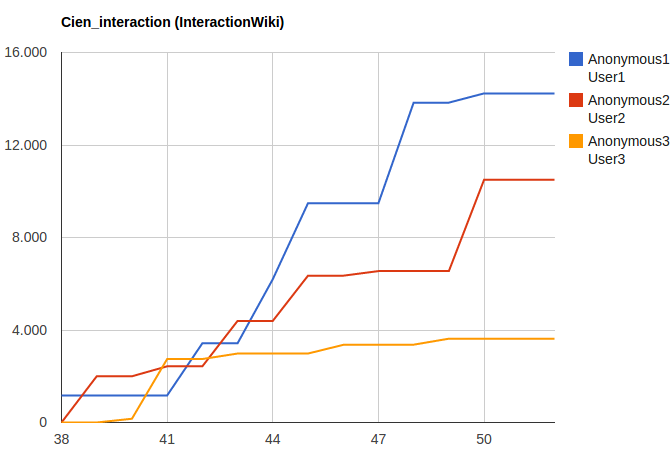 Cien_interaction (InteractionWiki)
16.000
12.000
8.000
4.000
0
38
41
44
47
50
Anonymous1
User1
Anonymous2
User2
Anonymous3
User3